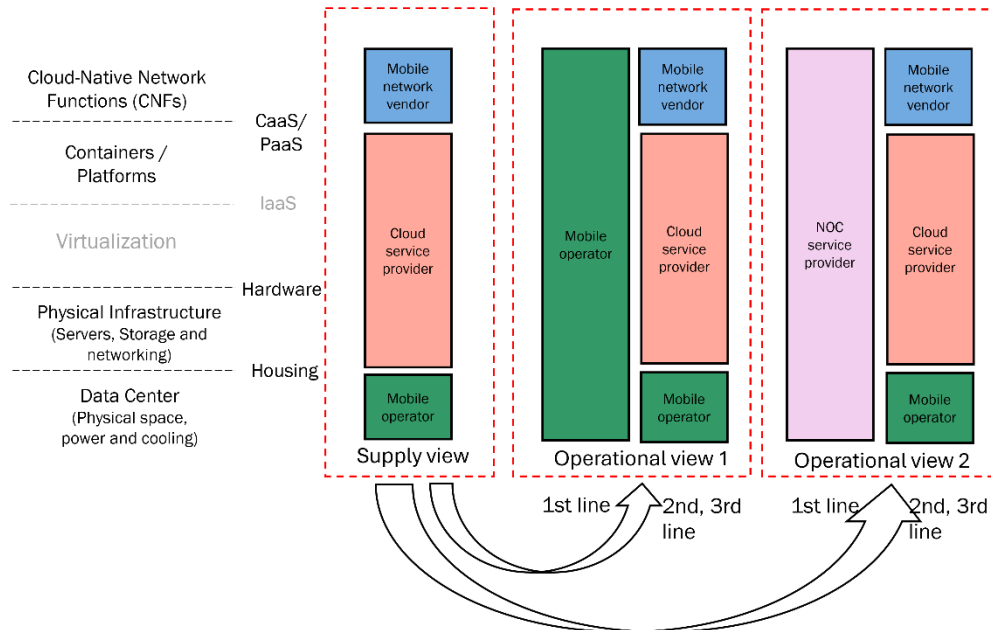 Cloud-Native Network
Functions (CNFs)
CaaS/
PaaS
Containers /
Platforms
IaaS
Virtualization
Hardware
Physical Infrastructure
(Servers, Storage and
networking)
Housing
Data Center
(Physical space,
power and cooling)
Mobile
network
vendor
Cloud
service
provider
Mobile
operator
Supply view
Mobile
operator
Mobile
network
vendor
Cloud
service
provider
Mobile
operator
Operational view 1
1st line
2nd, 3rd
line
NOC
service
provider
Mobile
network
vendor
Cloud
service
provider
Mobile
operator
Operational view 2
1st line
2nd, 3rd
line